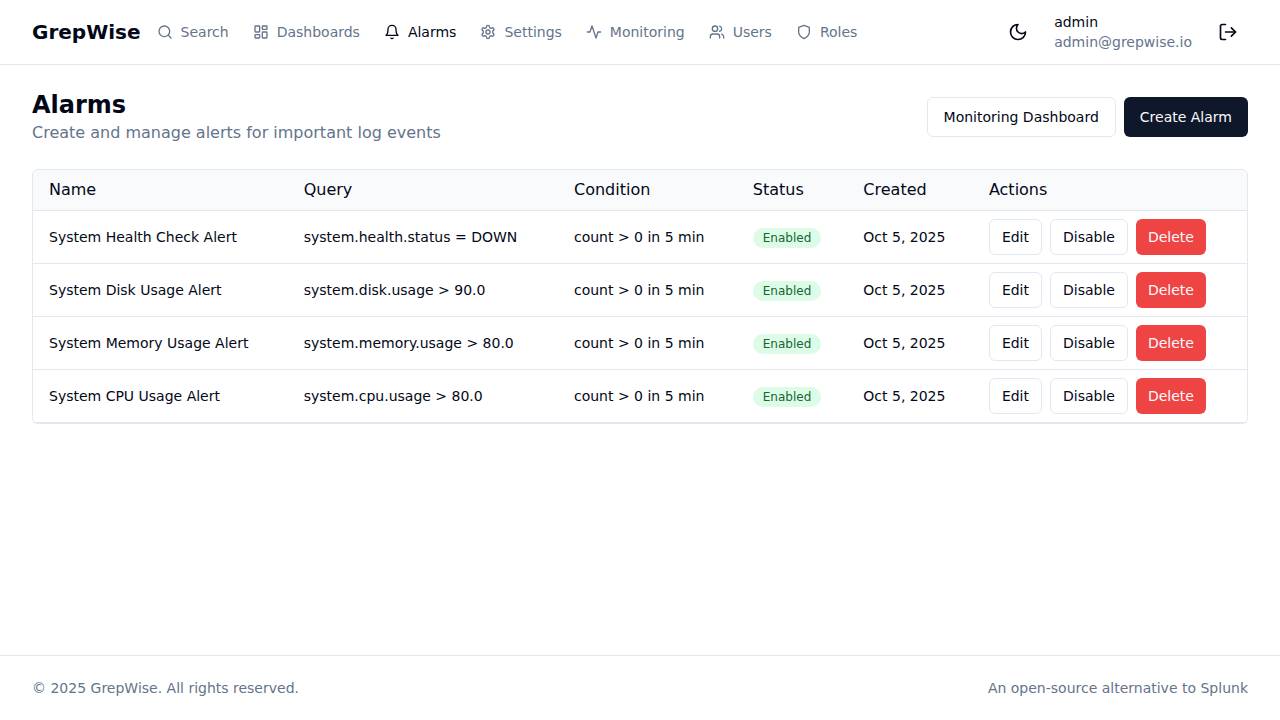 GrepWise Search Dashboards Alarms Settings Monitoring Users Roles admin
admin@grepwise.io
Alarms
Create and manage alerts for important log events
Monitoring Dashboard Create Alarm
Name Query Condition Status Created Actions
System Health Check Alert system.health.status = DOWN count > 0 in 5 min Enabled Oct 5, 2025 Edit Disable Delete
System Disk Usage Alert system.disk.usage > 90.0 count > 0 in 5 min Enabled Oct 5, 2025 Edit Disable Delete
System Memory Usage Alert system.memory.usage > 80.0 count > 0 in 5 min Enabled Oct 5, 2025 Edit Disable Delete
System CPU Usage Alert system.cpu.usage > 80.0 count > 0 in 5 min Enabled Oct 5, 2025 Edit Disable Delete
© 2025 GrepWise. All rights reserved. An open-source alternative to Splunk